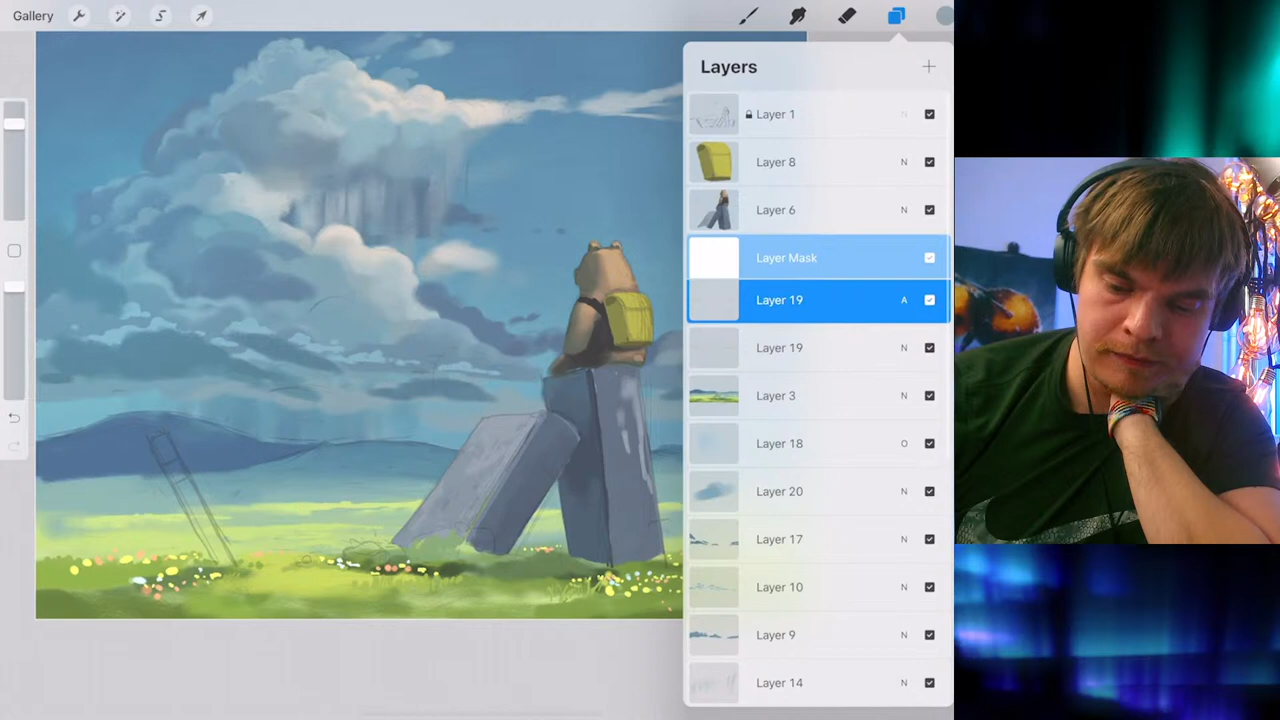 Gallery
Layers
Layer 1 N
Layer 8 N
Layer 6 N
Layer Mask
Layer 19 A
Layer 19 N
Layer 3 N
Layer 18 O
Layer 20 N
Layer 17 N
Layer 10 N
Layer 9 N
Layer 14 N